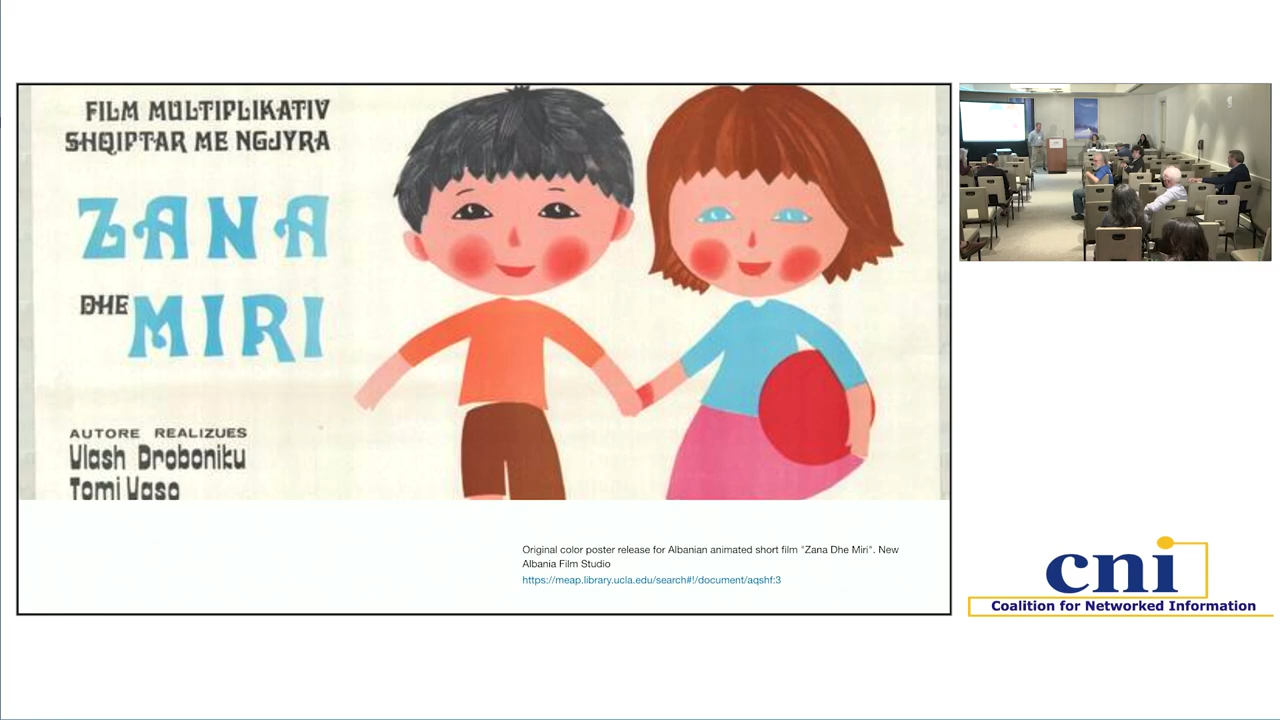 FILM MULTIPLIKATIV
SHQIPTAR ME NGJYRA
ZANA
DHE MIRI
AUTORE REALIZUES
Vlash Droboniku
Tomi Vaso
Original color poster release for Albanian animated short film "Zana Dhe Miri". New
Albania Film Studio
https://meap.library.ucla.edu/search#!/document/aqshf:3
cni
Coalition for Networked Information